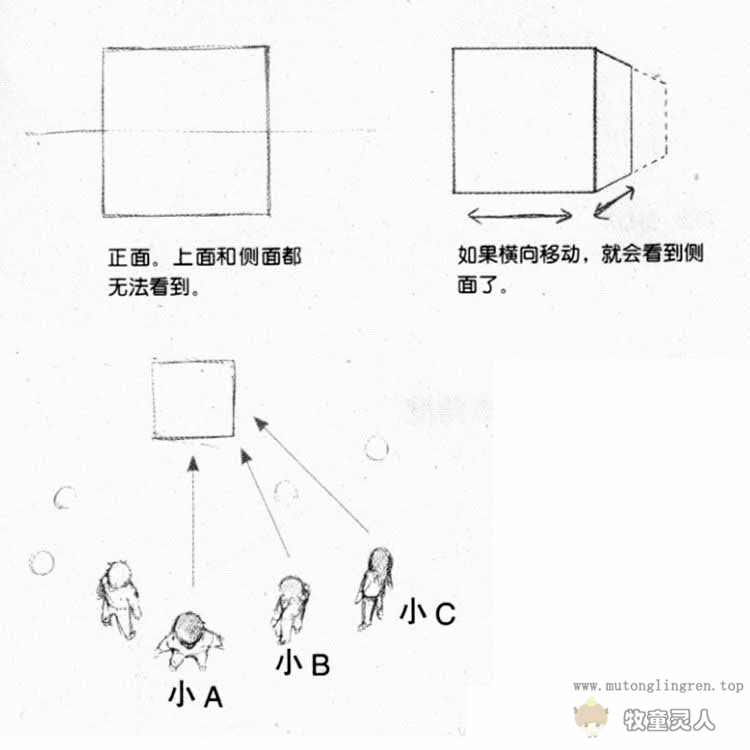 正面。上面和侧面都
无法看到。
如果横向移动，就会看到侧
面了。
小 C
小 B
小 A
www.mutonglingren.top
牧童灵人